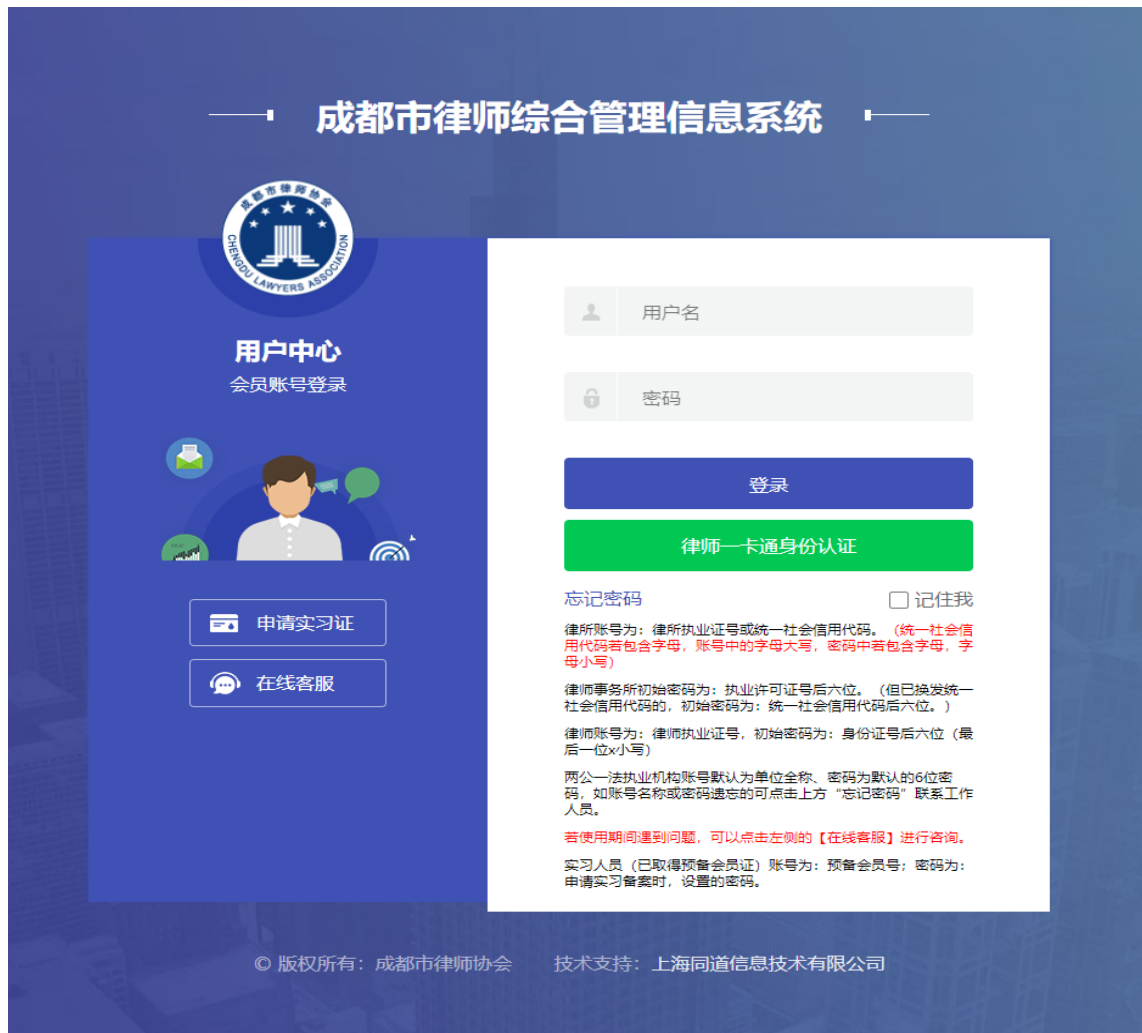 成都市律师综合管理信息系统
成都市律师协会
CHENGDU LAWYERS ASSOCIATION
用户中心
会员账号登录
申请实习证
在线客服
用户名
密码
登录
律师一卡通身份认证
忘记密码 记住我
律所账号为：律所执业证号或统一社会信用代码。（统一社会信
用代码若包含字母，账号中的字母大写，密码中若包含字母，字
母小写）
律师事务所初始密码为：执业许可证号后六位。（但已换发统一
社会信用代码的，初始密码为：统一社会信用代码后六位。）
律师账号为：律师执业证号，初始密码为：身份证号后六位（最
后一位x小写）
两公一法执业机构账号默认为单位全称、密码为默认的6位密
码，如账号名称或密码遗忘的可点击上方“忘记密码”联系工作
人员。
若使用期间遇到问题，可以点击左侧的【在线客服】进行咨询。
实习人员（已取得预备会员证）账号为：预备会员号；密码为：
申请实习备案时，设置的密码。
© 版权所有：成都市律师协会 技术支持：上海同道信息技术有限公司